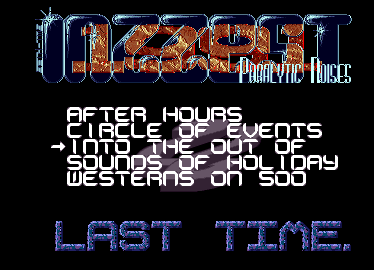 PARALYTIC NOISES
AFTER HOURS
CIRCLE OF EVENTS
→INTO THE OUT OF
SOUNDS OF HOLIDAY
WESTERNS ON 500
LAST TIME.